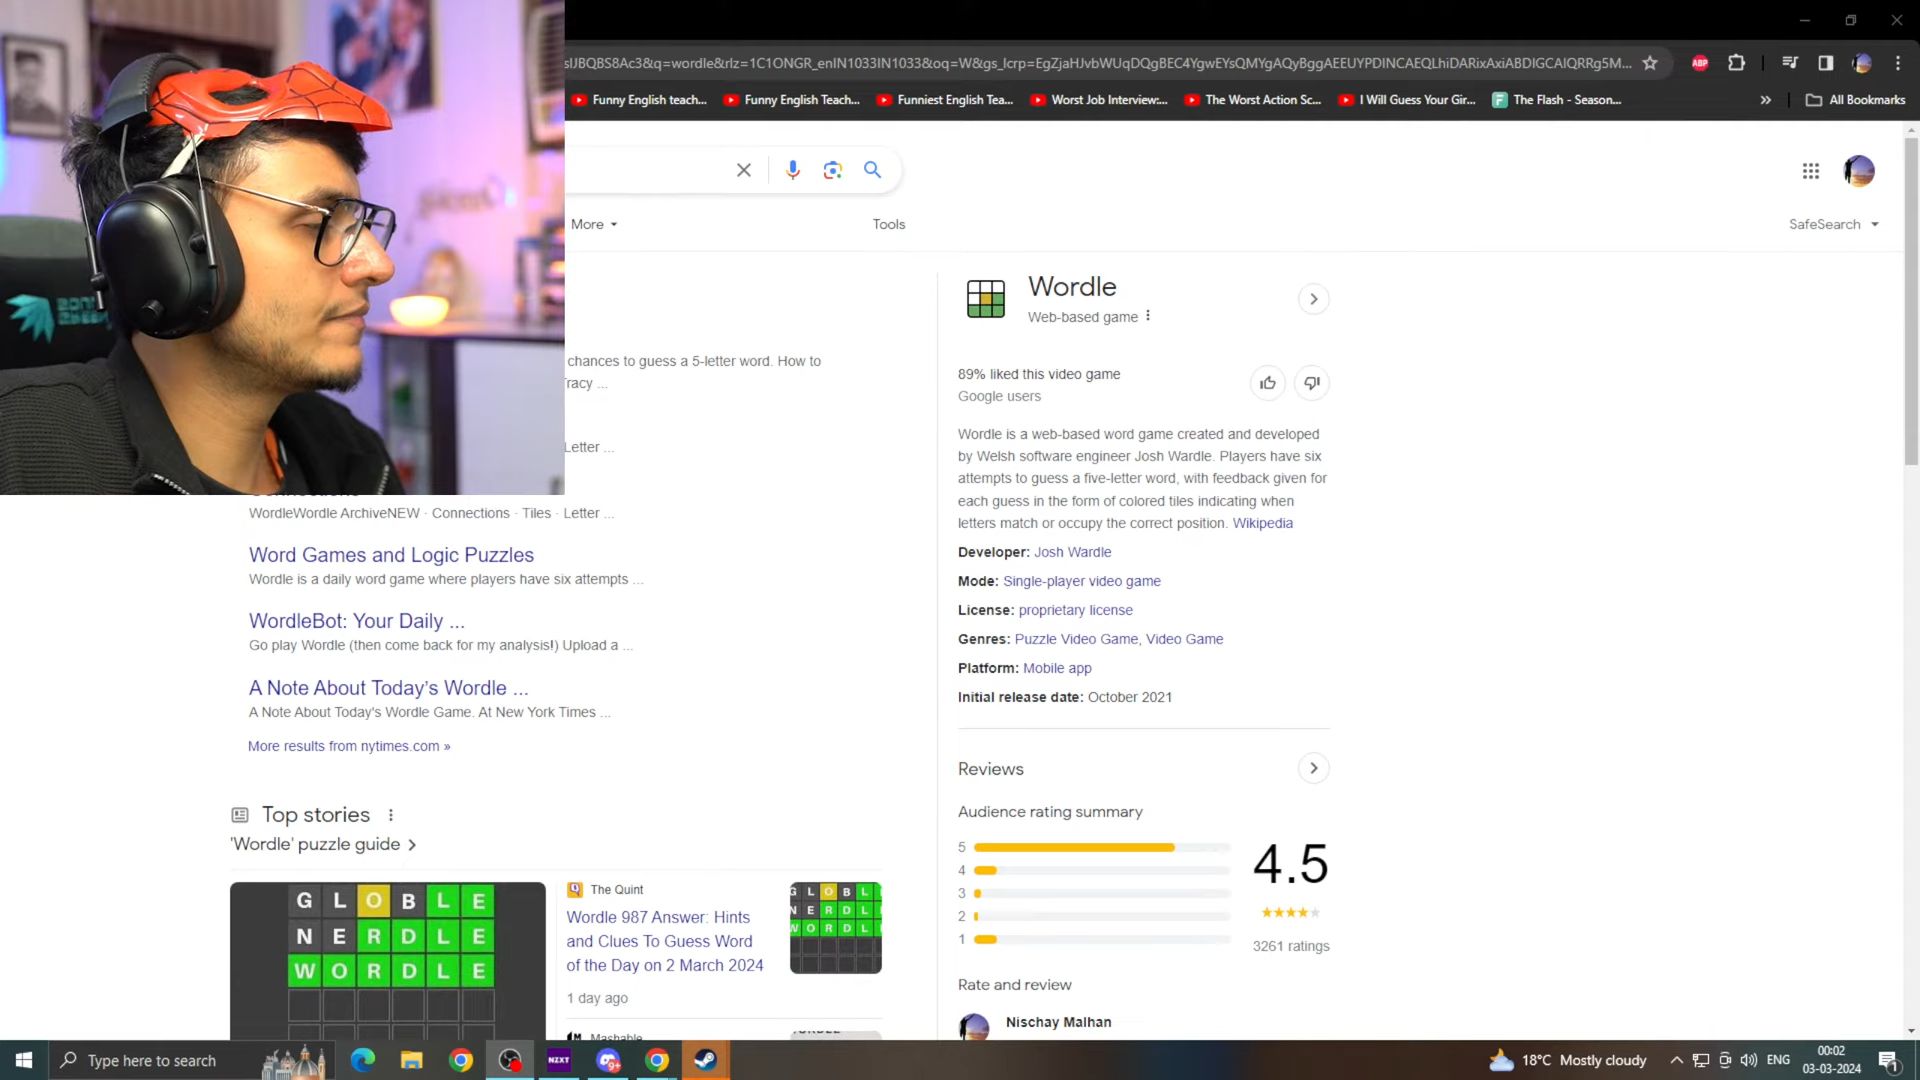 sIJBQBS8Ac3&q=wordle&rlz=1C1ONGR_enIN1033IN1033&oq=W&gs_lcrp=EgZjaHJvbWUqDQgBEC4YgwEYsQMYgAQyBggAEEUYPDINCAEQLhiDARixAxiABDIGCAIQRRg5M...
ABP
Funny English teach...
Funny English Teach...
Funniest English Tea...
Worst Job Interview:...
The Worst Action Sc...
I Will Guess Your Gir...
The Flash - Season...
All Bookmarks
More
Tools
SafeSearch
chances to guess a 5-letter word. How to
Tracy ...
Letter ...
WordleWordle ArchiveNEW · Connections · Tiles · Letter ...
Word Games and Logic Puzzles
Wordle is a daily word game where players have six attempts ...
WordleBot: Your Daily ...
Go play Wordle (then come back for my analysis!) Upload a ...
A Note About Today's Wordle ...
A Note About Today's Wordle Game. At New York Times ...
More results from nytimes.com »
Top stories
'Wordle' puzzle guide
GLOBLE
NERDLE
WORDLE
The Quint
Wordle 987 Answer: Hints
and Clues To Guess Word
of the Day on 2 March 2024
1 day ago
GLOBL
NERDL
WORDL
Mashable
Wordle
Web-based game
89% liked this video game
Google users
Wordle is a web-based word game created and developed
by Welsh software engineer Josh Wardle. Players have six
attempts to guess a five-letter word, with feedback given for
each guess in the form of colored tiles indicating when
letters match or occupy the correct position. Wikipedia
Developer: Josh Wardle
Mode: Single-player video game
License: proprietary license
Genres: Puzzle Video Game, Video Game
Platform: Mobile app
Initial release date: October 2021
Reviews
Audience rating summary
5
4
3
2
1
4.5
3261 ratings
Rate and review
Nischay Malhan
Type here to search
NZXT
9+
18°C Mostly cloudy
ENG
00:02
03-03-2024
1